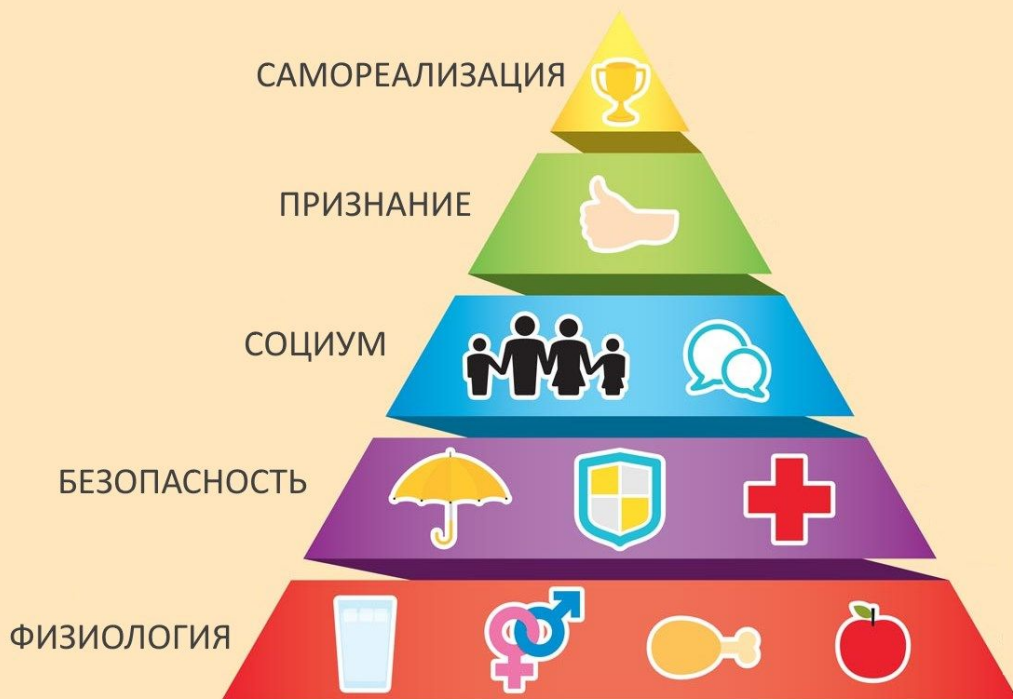 САМОРЕАЛИЗАЦИЯ
ПРИЗНАНИЕ
СОЦИУМ
БЕЗОПАСНОСТЬ
ФИЗИОЛОГИЯ